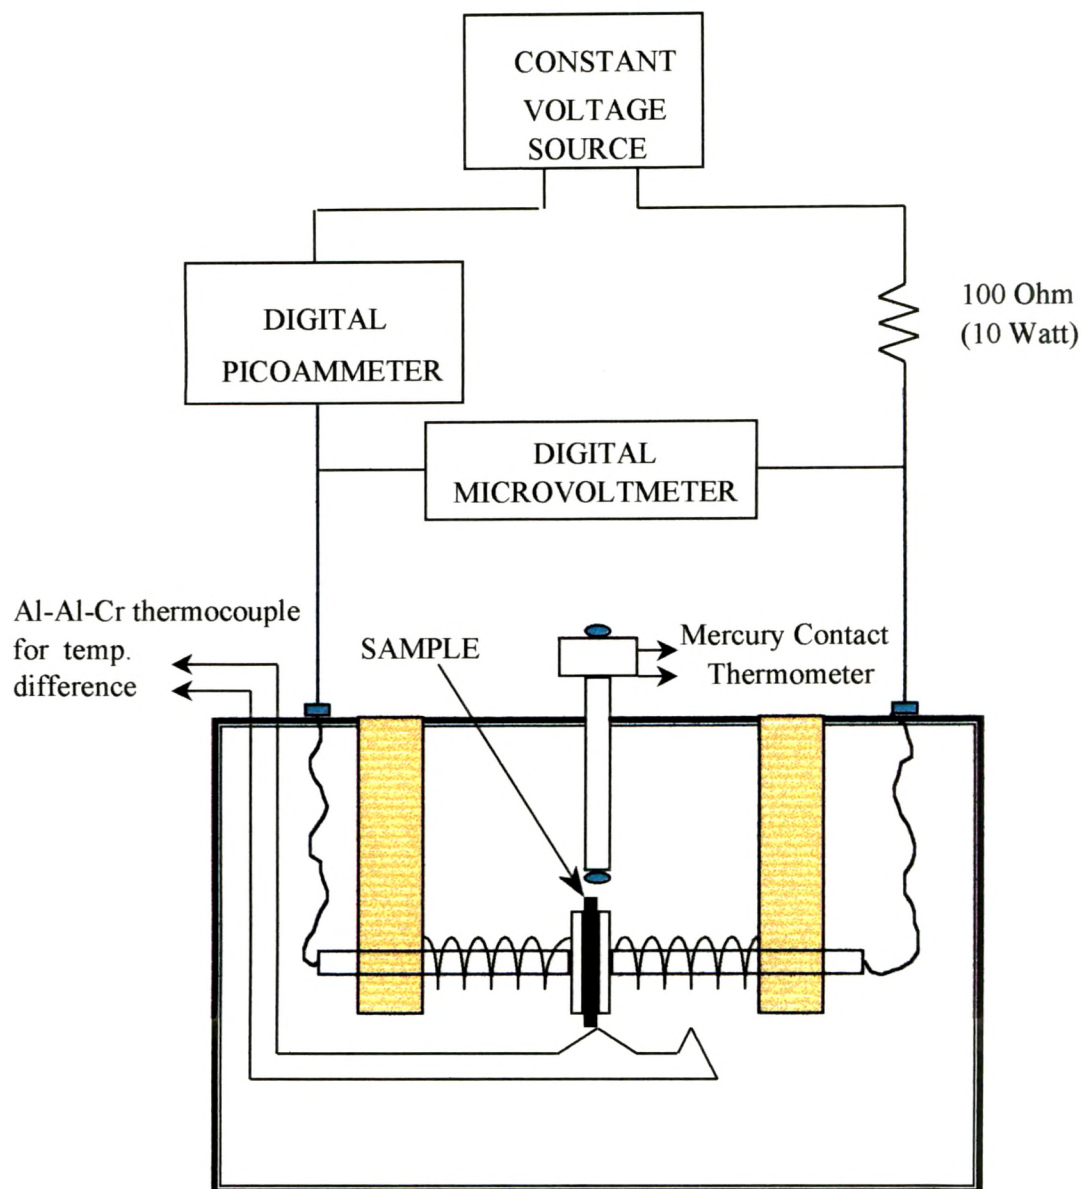 CONSTANT
VOLTAGE
SOURCE
DIGITAL
PICOAMMETER
100 Ohm
(10 Watt)
DIGITAL
MICROVOLTMETER
Al-Al-Cr thermocouple
for temp.
difference
SAMPLE
Mercury Contact
Thermometer